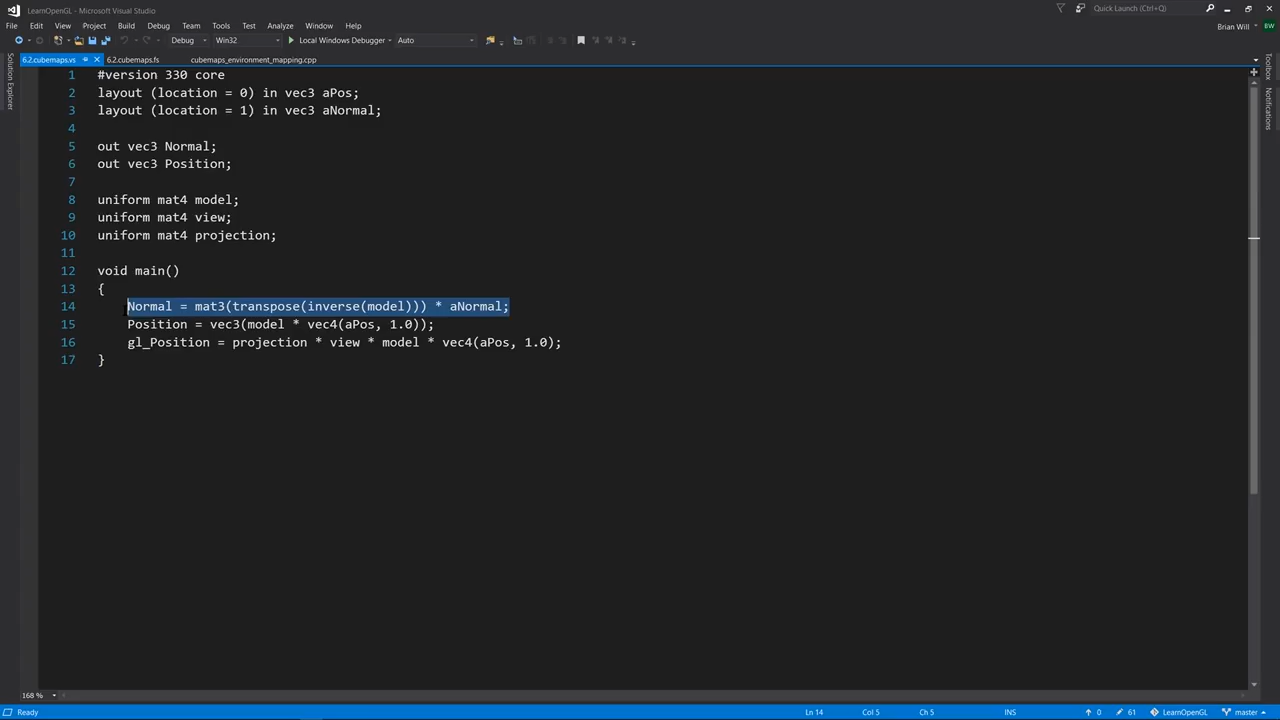 LearnOpenGL - Microsoft Visual Studio
Quick Launch (Ctrl+Q)
File Edit View Project Build Debug Team Tools Test Analyze Window Help
Brian Will BW
Debug Win32 Local Windows Debugger Auto
6.2.cubemaps.vs 6.2.cubemaps.fs cubemaps_environment_mapping.cpp
Solution Explorer
Toolbox
Notifications
1 #version 330 core
2 layout (location = 0) in vec3 aPos;
3 layout (location = 1) in vec3 aNormal;
4
5 out vec3 Normal;
6 out vec3 Position;
7
8 uniform mat4 model;
9 uniform mat4 view;
10 uniform mat4 projection;
11
12 void main()
13 {
14 Normal = mat3(transpose(inverse(model))) * aNormal;
15 Position = vec3(model * vec4(aPos, 1.0));
16 gl_Position = projection * view * model * vec4(aPos, 1.0);
17 }
168 %
Ready Ln 14 Col 5 Ch 5 INS 0 61 LearnOpenGL master